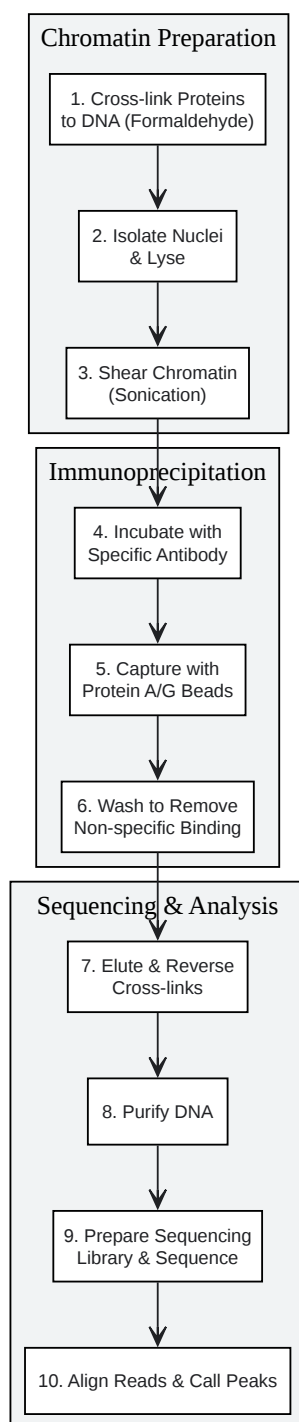 Chromatin Preparation
1. Cross-link Proteins
to DNA (Formaldehyde)
2. Isolate Nuclei
& Lyse
3. Shear Chromatin
(Sonication)
Immunoprecipitation
4. Incubate with
Specific Antibody
5. Capture with
Protein A/G Beads
6. Wash to Remove
Non-specific Binding
Sequencing & Analysis
7. Elute & Reverse
Cross-links
8. Purify DNA
9. Prepare Sequencing
Library & Sequence
10. Align Reads & Call Peaks